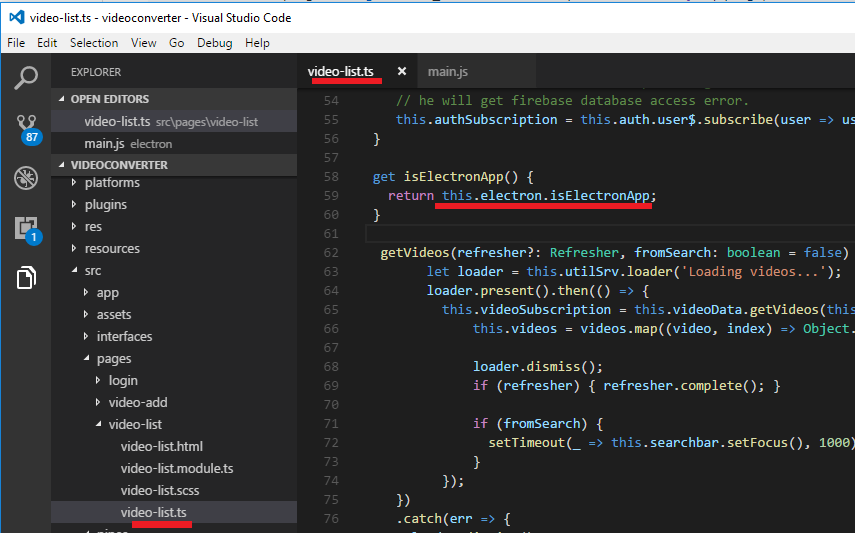 video-list.ts - videoconverter - Visual Studio Code
File Edit Selection View Go Debug Help
EXPLORER
OPEN EDITORS
video-list.ts src\pages\video-list
main.js electron
VIDEOCONVERTER
platforms
plugins
res
resources
src
app
assets
interfaces
pages
login
video-add
video-list
video-list.html
video-list.module.ts
video-list.scss
video-list.ts
87
1
video-list.ts × main.js
54 // he will get firebase database access error.
55 this.authSubscription = this.auth.user$.subscribe(user => us
56 }
57
58 get isElectronApp() {
59 return this.electron.isElectronApp;
60 }
61
62 getVideos(refresher?: Refresher, fromSearch: boolean = false)
63 let loader = this.utilSrv.loader('Loading videos...');
64 loader.present().then(() => {
65 this.videoSubscription = this.videoData.getVideos(this
66 this.videos = videos.map((video, index) => Object.
67
68 loader.dismiss();
69 if (refresher) { refresher.complete(); }
70
71 if (fromSearch) {
72 setTimeout(_ => this.searchbar.setFocus(), 1000)
73 }
74 });
75 })
76 .catch(err => {